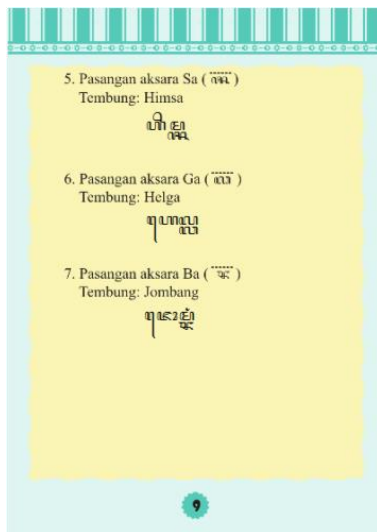 5. Pasangan aksara Sa ( ꧀ꦱ )
Tembung: Himsa
ꦲꦶꦩ꧀ꦱ
6. Pasangan aksara Ga ( ꧀ꦒ )
Tembung: Helga
ꦲꦺꦭ꧀ꦒ
7. Pasangan aksara Ba ( ꧀ꦧ )
Tembung: Jombang
ꦗꦺꦴꦩ꧀ꦧꦁ
9